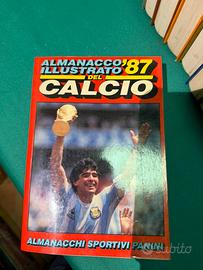 ALMANACCO '87
ILLUSTRATO DEL
CALCIO
ALMANACCHI SPORTIVI PANINI
subito